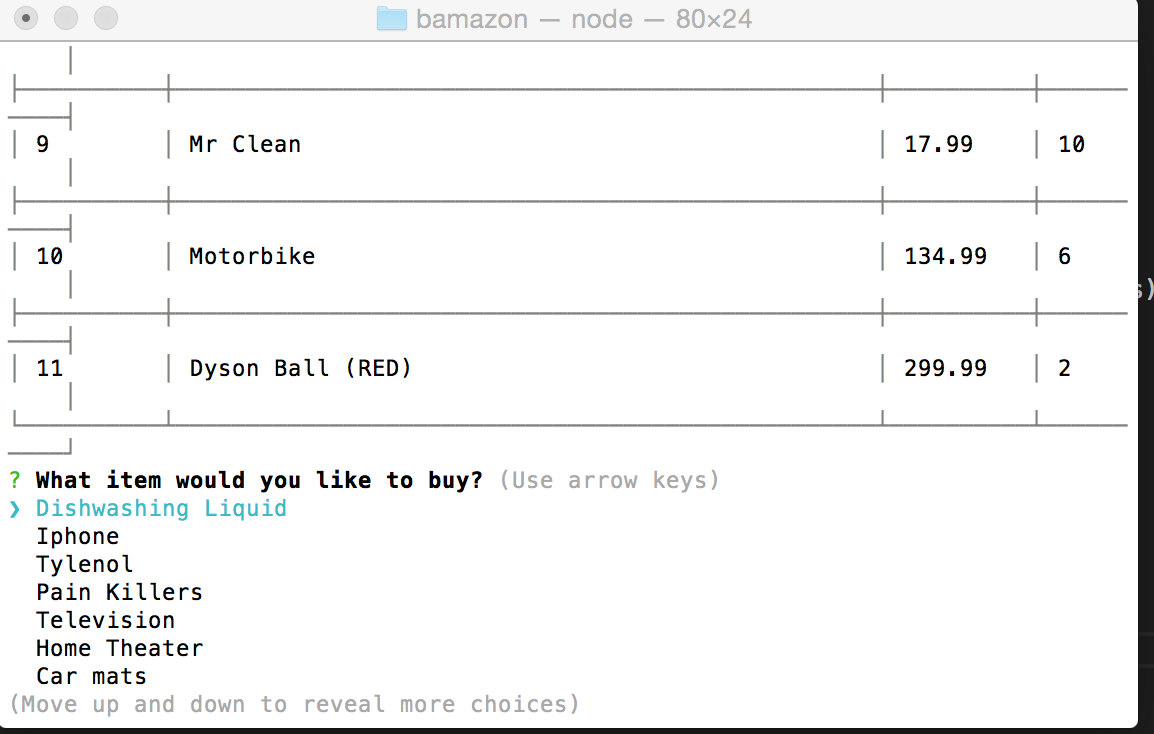 bamazon — node — 80×24
│ 9 │ Mr Clean │ 17.99 │ 10
│ 10 │ Motorbike │ 134.99 │ 6
│ 11 │ Dyson Ball (RED) │ 299.99 │ 2
? What item would you like to buy? (Use arrow keys)
❯ Dishwashing Liquid
Iphone
Tylenol
Pain Killers
Television
Home Theater
Car mats
(Move up and down to reveal more choices)